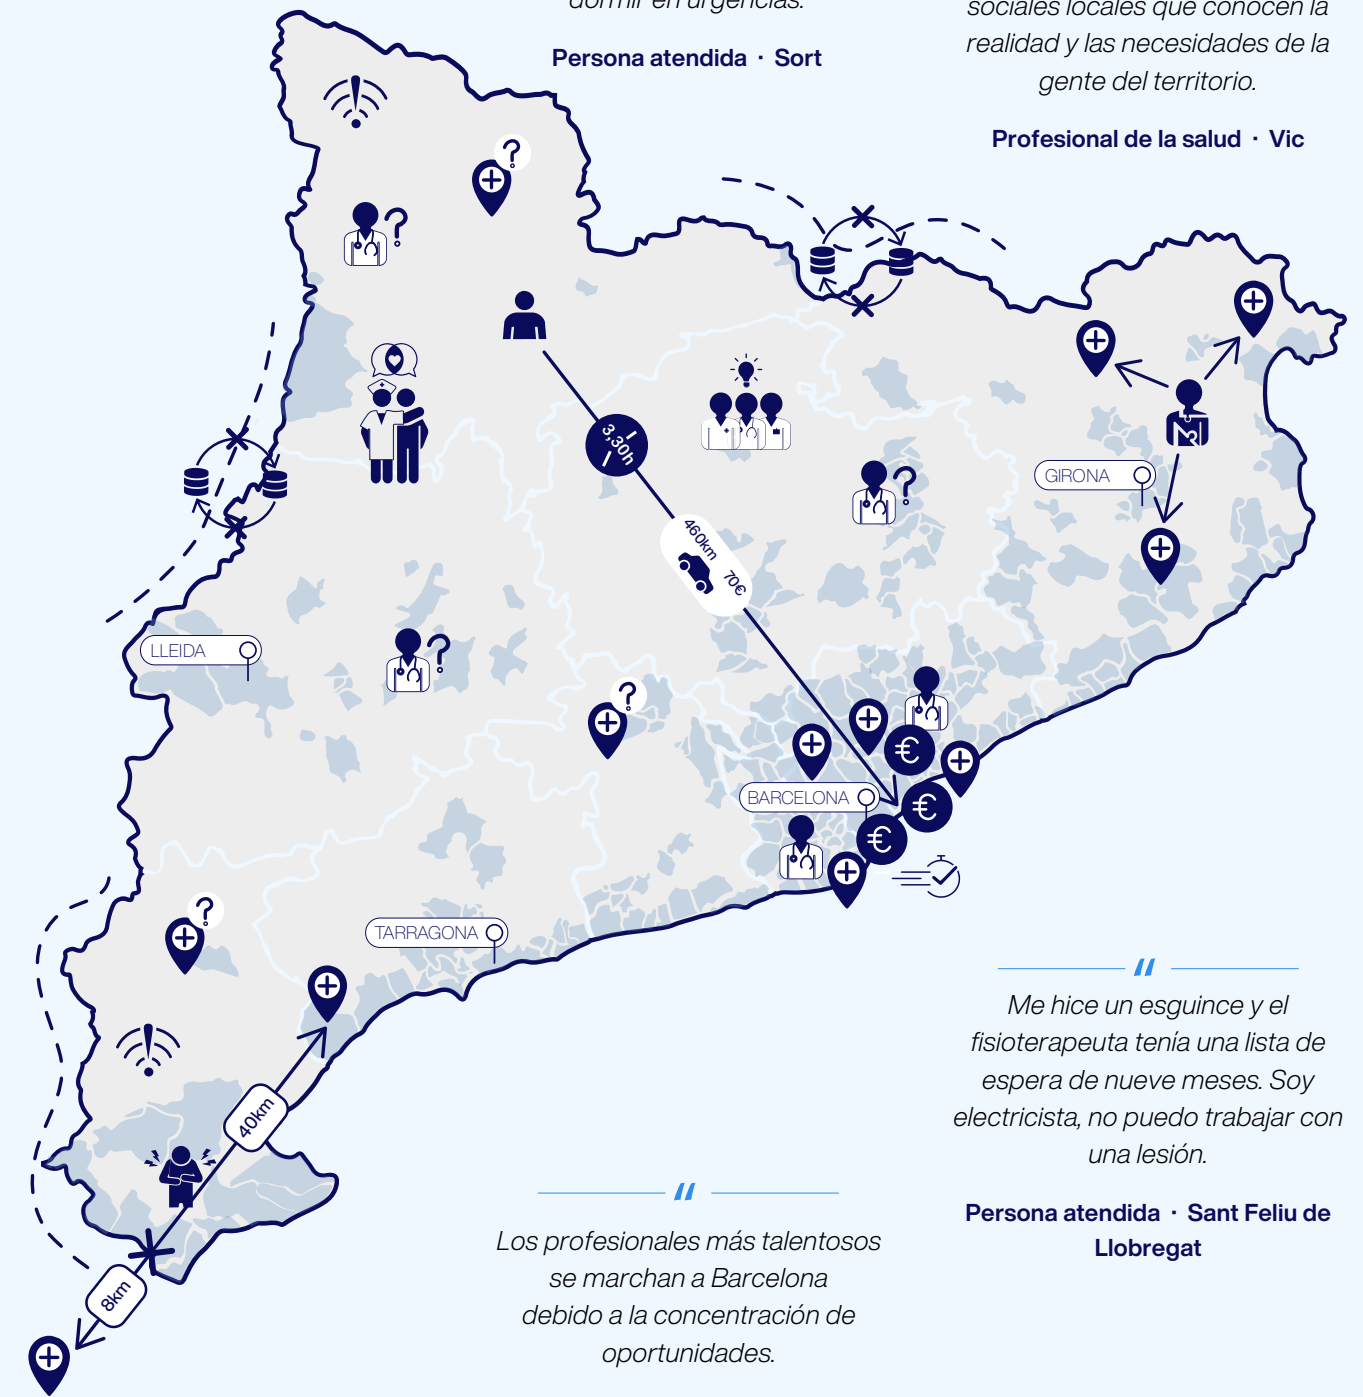 dormir en urgencias.
Persona atendida · Sort
sociales locales que conocen la
realidad y las necesidades de la
gente del territorio.
Profesional de la salud · Vic
?
?
3,30h
GIRONA
?
460km
70€
LLEIDA
?
?
€
BARCELONA
€
€
?
TARRAGONA
“
Me hice un esguince y el
fisioterapeuta tenía una lista de
espera de nueve meses. Soy
electricista, no puedo trabajar con
una lesión.
Persona atendida · Sant Feliu de
Llobregat
40km
“
Los profesionales más talentosos
se marchan a Barcelona
debido a la concentración de
oportunidades.
8km